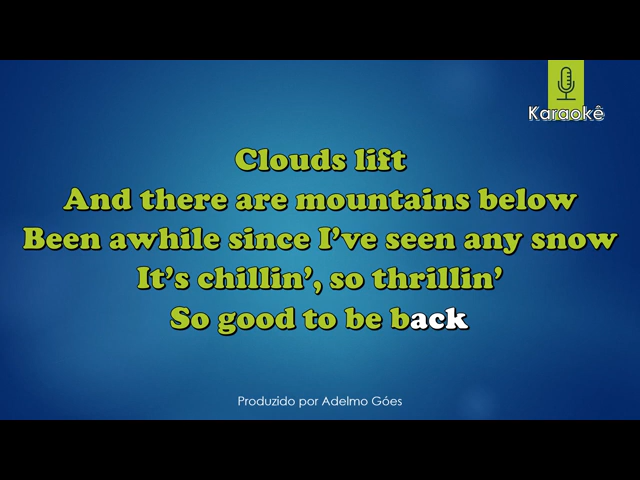 Karaokê
Clouds lift
And there are mountains below
Been awhile since I've seen any snow
It's chillin', so thrillin'
So good to be back
Produzido por Adelmo Góes